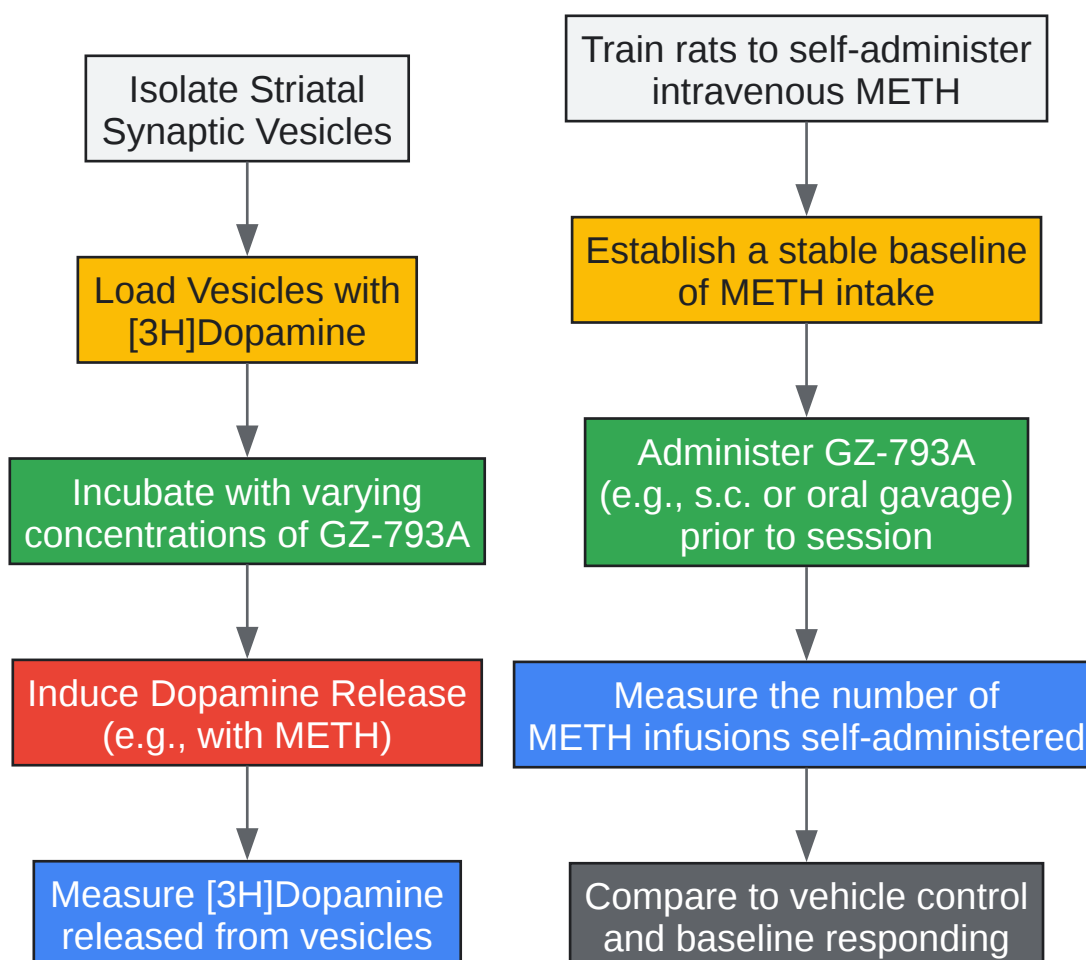 Isolate Striatal
Synaptic Vesicles
Load Vesicles with
[3H]Dopamine
Incubate with varying
concentrations of GZ-793A
Induce Dopamine Release
(e.g., with METH)
Measure [3H]Dopamine
released from vesicles
Train rats to self-administer
intravenous METH
Establish a stable baseline
of METH intake
Administer GZ-793A
(e.g., s.c. or oral gavage)
prior to session
Measure the number of
METH infusions self-administered
Compare to vehicle control
and baseline responding